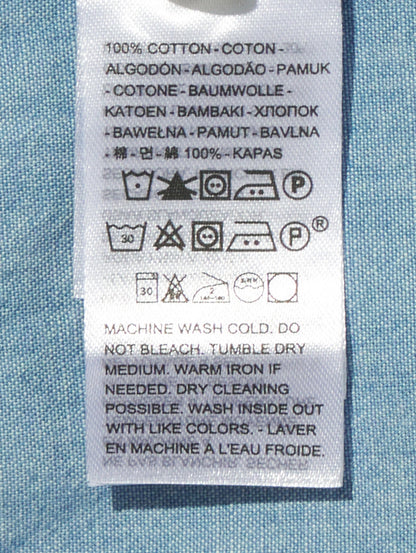 100% COTTON - COTON -
ALGODÓN - ALGODÃO - PAMUK
- COTONE - BAUMWOLLE -
KATOEN - BAMBAKI - ХЛОПОК
- BAWEŁNA - PAMUT - BAVLNA
- 棉 - 면 - 綿 100% - KAPAS
P
30 P ®
30 2
MACHINE WASH COLD. DO
NOT BLEACH. TUMBLE DRY
MEDIUM. WARM IRON IF
NEEDED. DRY CLEANING
POSSIBLE. WASH INSIDE OUT
WITH LIKE COLORS. - LAVER
EN MACHINE À L'EAU FROIDE.